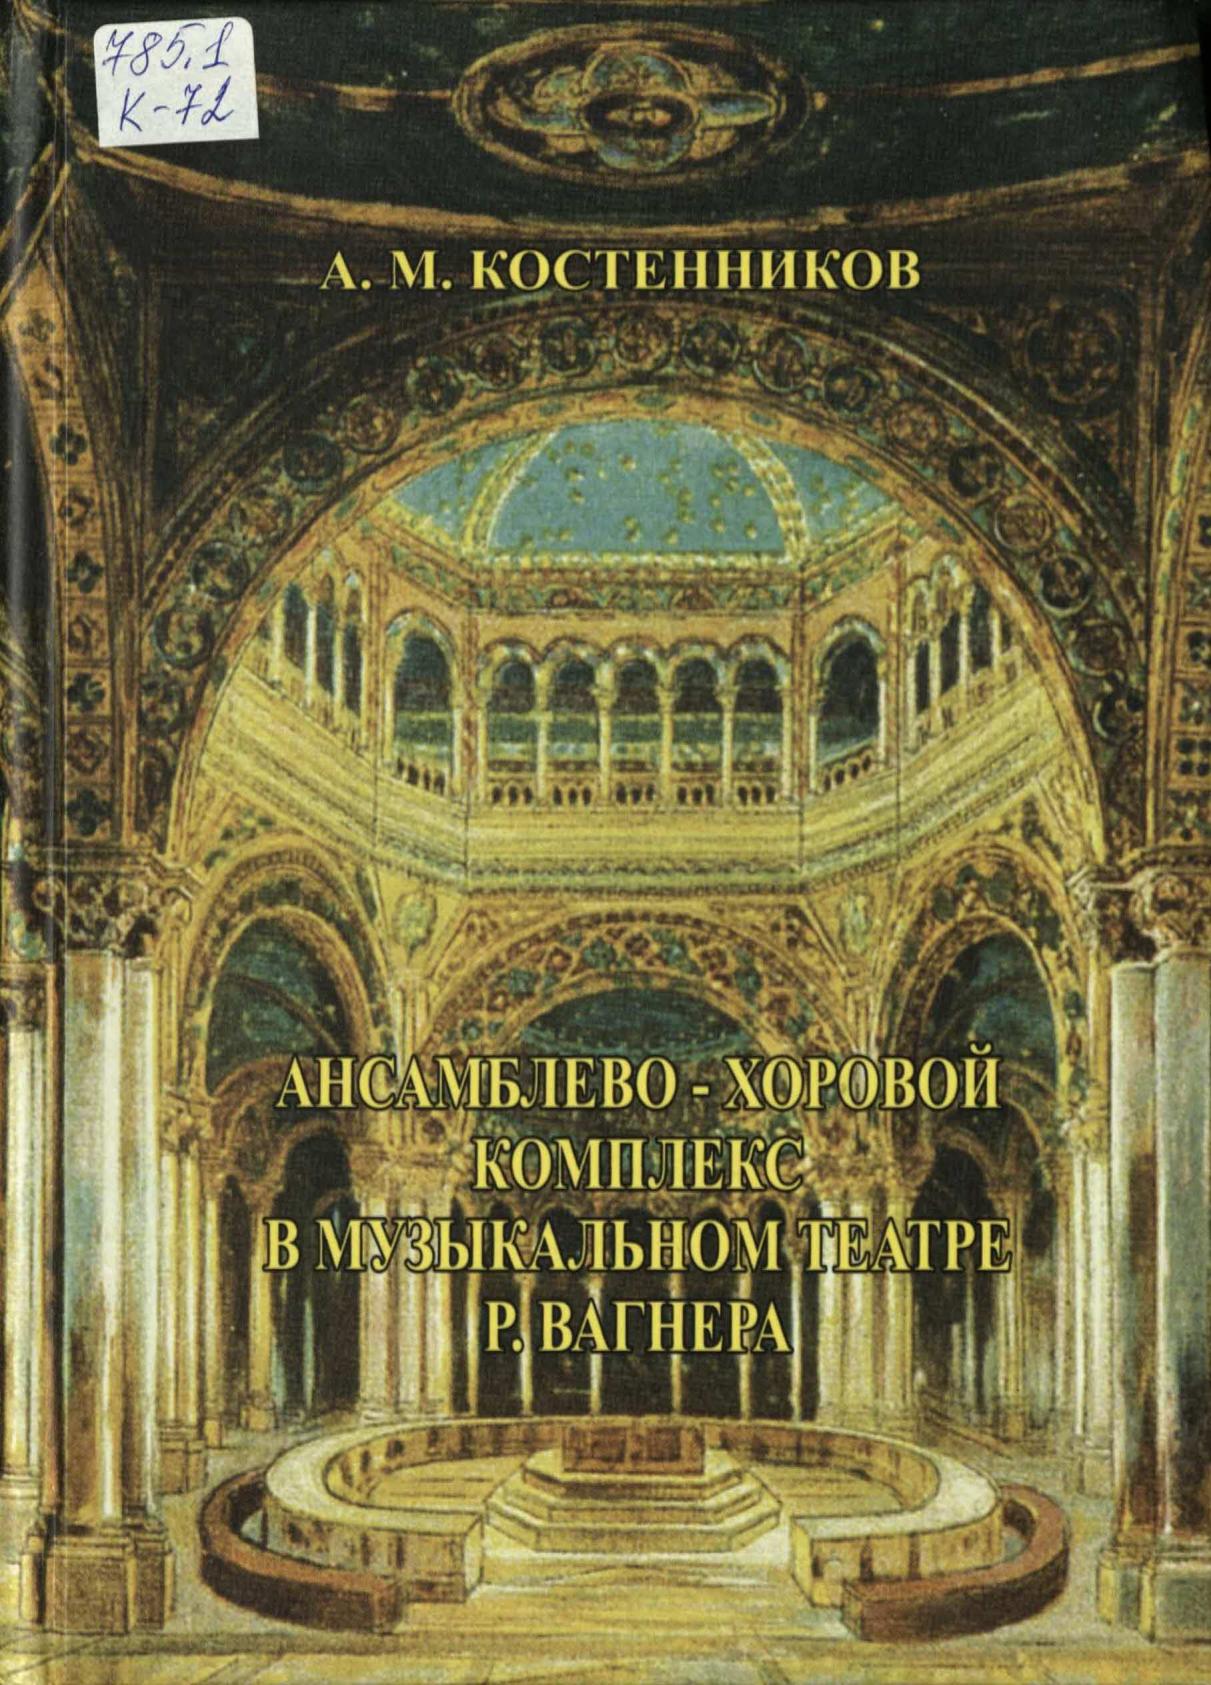 785.1
К-72
А. М. КОСТЕННИКОВ
АНСАМБЛЕВО - ХОРОВОЙ
КОМПЛЕКС
В МУЗЫКАЛЬНОМ ТЕАТРЕ
Р. ВАГНЕРА